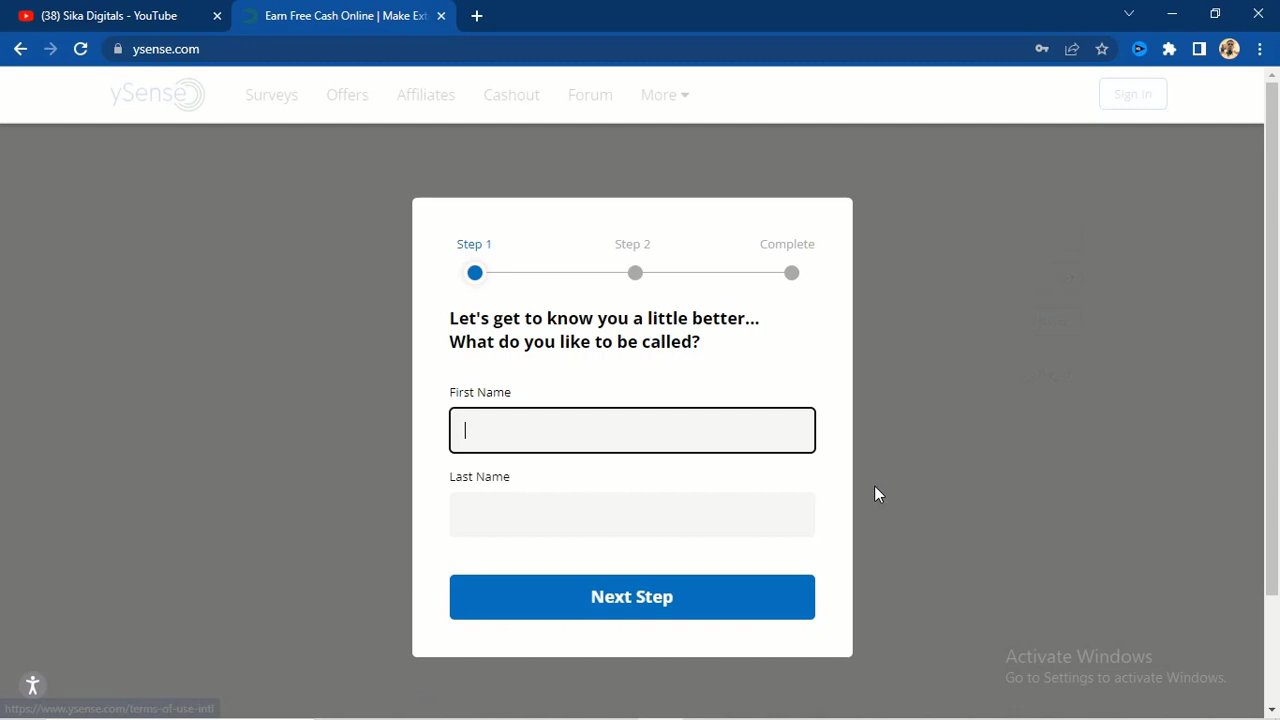 (38) Sika Digitals - YouTube
Earn Free Cash Online | Make Ext
ysense.com
ySense
Surveys
Offers
Affiliates
Cashout
Forum
More
Sign In
Step 1
Step 2
Complete
Let's get to know you a little better...
What do you like to be called?
First Name
Last Name
Next Step
Activate Windows
Go to Settings to activate Windows.
https://www.ysense.com/terms-of-use-intl